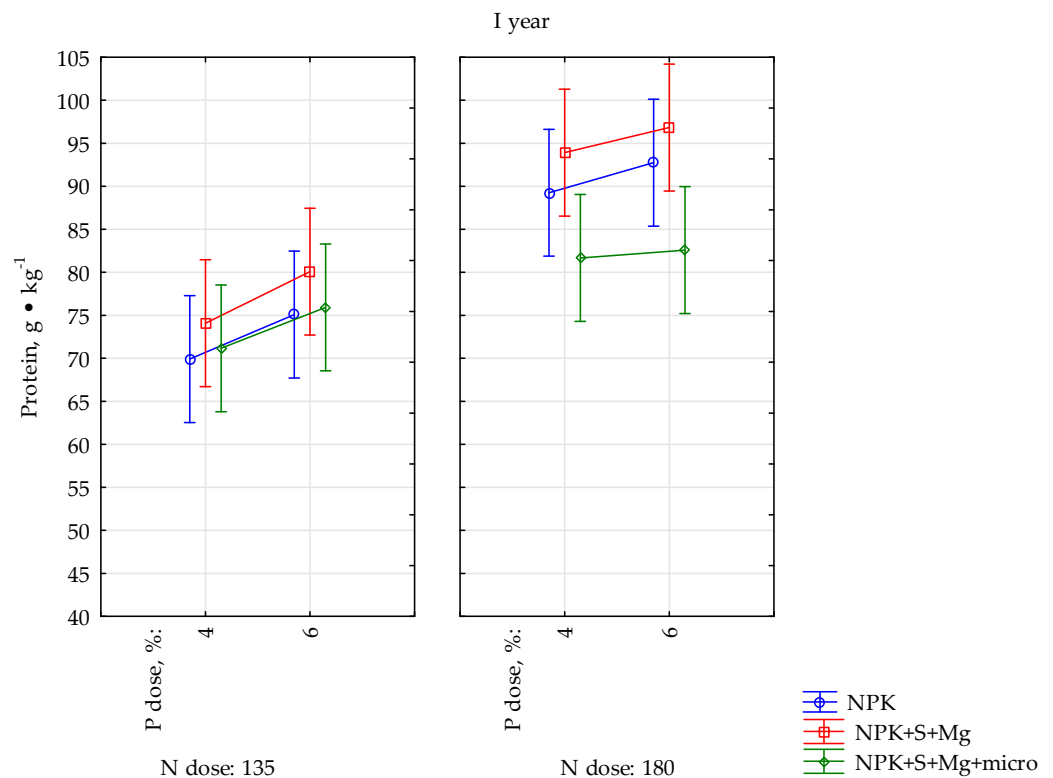 I year
Protein, g • kg⁻¹
105
100
95
90
85
80
75
70
65
60
55
50
45
40
P dose, %: 4 6
P dose, %: 4 6
N dose: 135
N dose: 180
NPK
NPK+S+Mg
NPK+S+Mg+micro